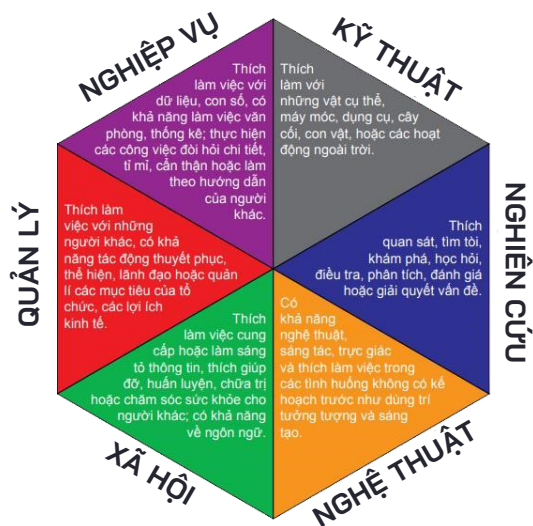 NGHIỆP VỤ
Thích
làm việc với
dữ liệu, con số, có
khả năng làm việc văn
phòng, thống kê; thực hiện
các công việc đòi hỏi chi tiết,
tỉ mỉ, cẩn thận hoặc làm
theo hướng dẫn
của người
khác.
KỸ THUẬT
Thích
làm với
những vật cụ thể,
máy móc, dụng cụ, cây
cối, con vật, hoặc các hoạt
động ngoài trời.
NGHIÊN CỨU
Thích
quan sát, tìm tòi,
khám phá, học hỏi,
điều tra, phân tích, đánh giá
hoặc giải quyết vấn đề.
NGHỆ THUẬT
Có
khả năng
nghệ thuật,
sáng tác, trực giác
và thích làm việc trong
các tình huống không có kế
hoạch trước như dùng trí
tưởng tượng và sáng
tạo.
XÃ HỘI
Thích
làm việc cung
cấp hoặc làm sáng
tỏ thông tin, thích giúp
đỡ, huấn luyện, chữa trị
hoặc chăm sóc sức khỏe cho
người khác; có khả năng
về ngôn ngữ.
QUẢN LÝ
Thích làm
việc với những
người khác, có khả
năng tác động thuyết phục,
thể hiện, lãnh đạo hoặc quản
lí các mục tiêu của tổ
chức, các lợi ích
kinh tế.